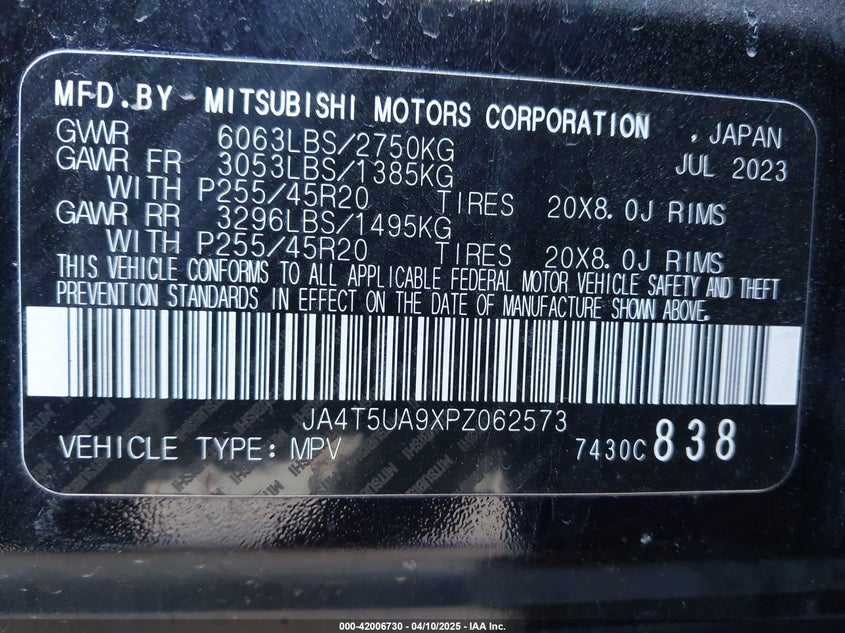 MFD.BY MITSUBISHI MOTORS CORPORATION , JAPAN
GVWR 6063LBS/2750KG JUL 2023
GAWR FR 3053LBS/1385KG
WITH P255/45R20 TIRES 20X8.0J RIMS
GAWR RR 3296LBS/1495KG
WITH P255/45R20 TIRES 20X8.0J RIMS
THIS VEHICLE CONFORMS TO ALL APPLICABLE FEDERAL MOTOR VEHICLE SAFETY AND THEFT
PREVENTION STANDARDS IN EFFECT ON THE DATE OF MANUFACTURE SHOWN ABOVE.
JA4T5UA9XPZ062573
VEHICLE TYPE: MPV 7430C 838
000-42006730 - 04/10/2025 - IAA Inc.